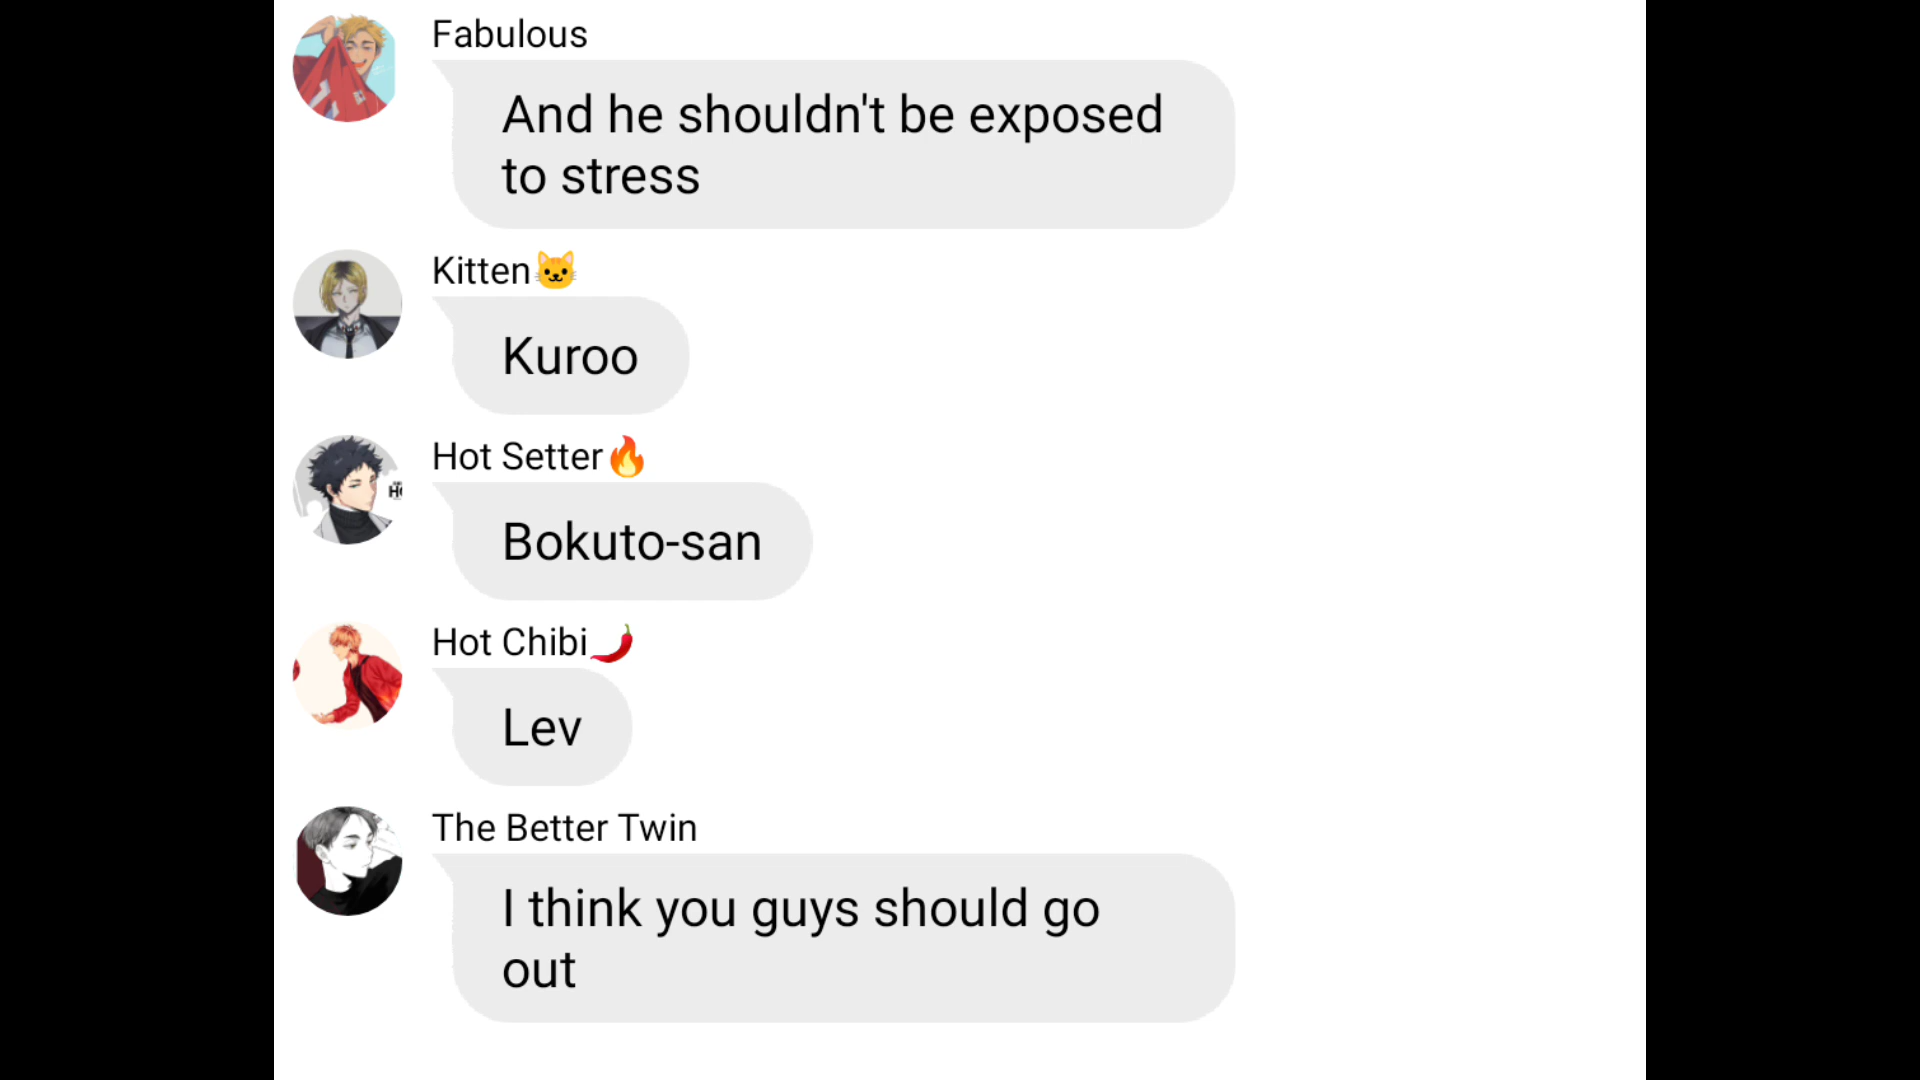 Fabulous
And he shouldn't be exposed
to stress
Kitten🐱
Kuroo
Hot Setter🔥
Bokuto-san
Hot Chibi🌶️
Lev
The Better Twin
I think you guys should go
out